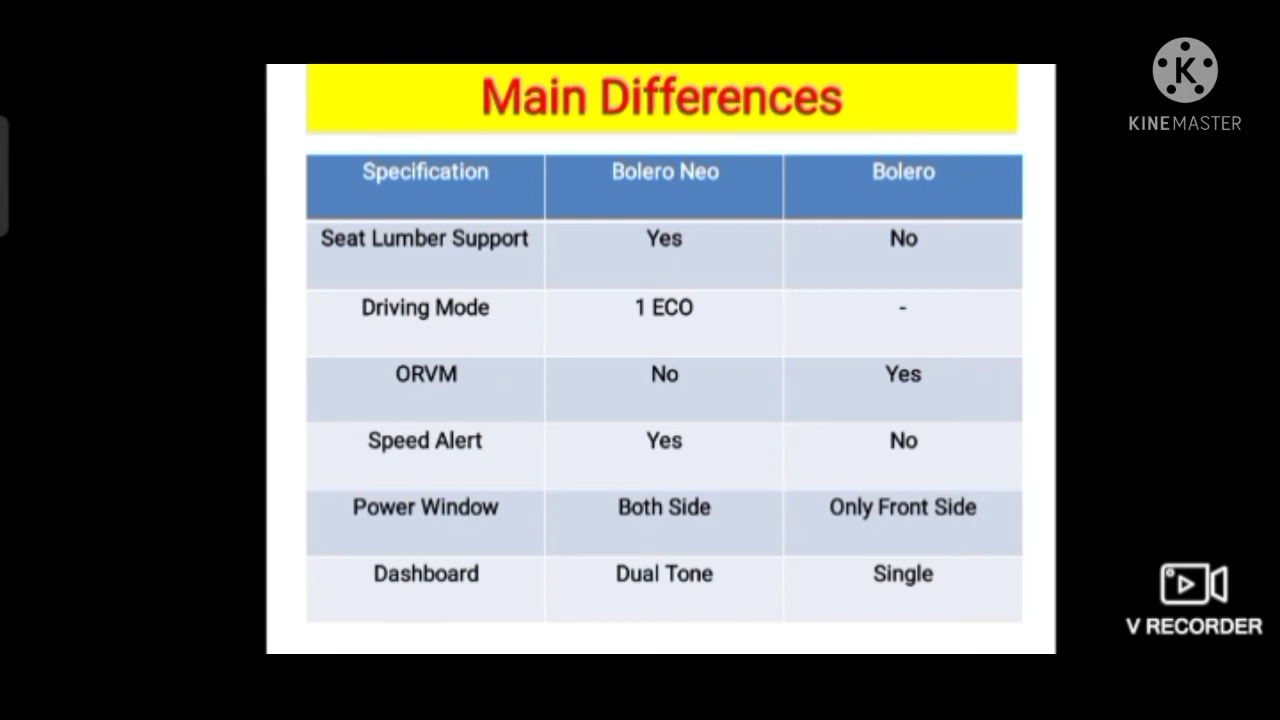 Main Differences
Specification Bolero Neo Bolero
Seat Lumber Support Yes No
Driving Mode 1 ECO -
ORVM No Yes
Speed Alert Yes No
Power Window Both Side Only Front Side
Dashboard Dual Tone Single
K
KINEMASTER
V RECORDER